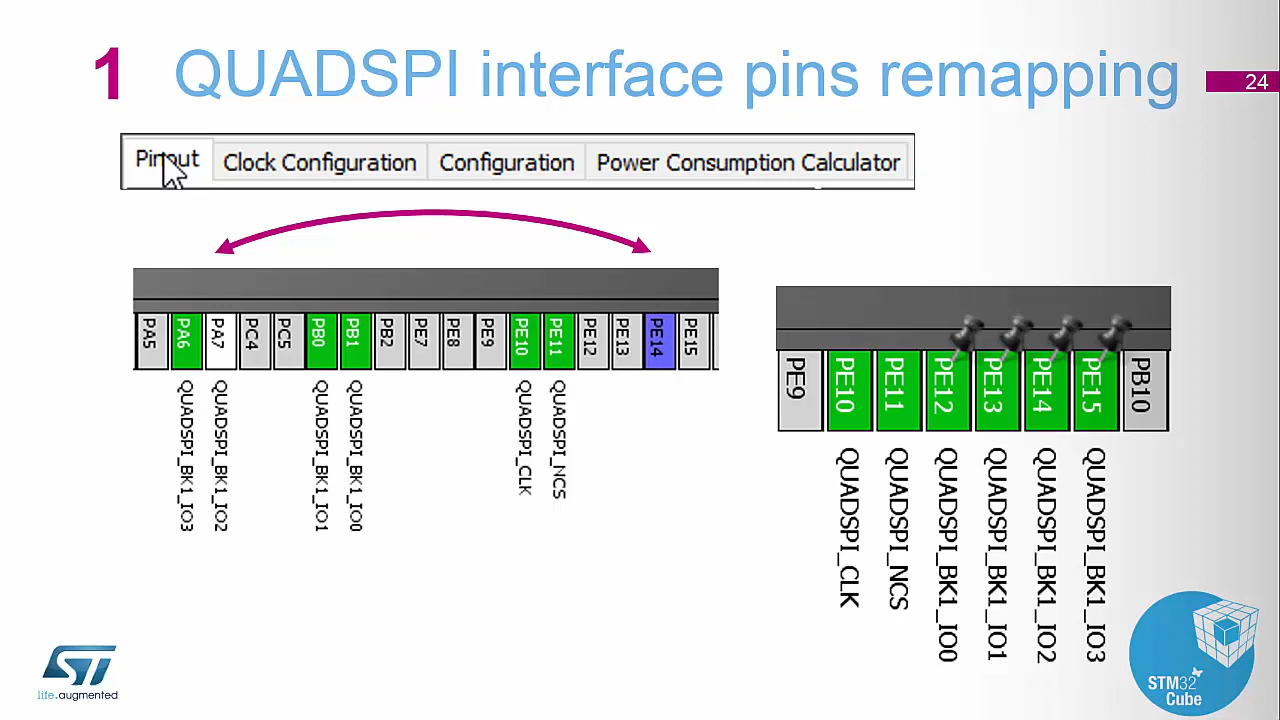 1 QUADSPI interface pins remapping
24
Pinout Clock Configuration Configuration Power Consumption Calculator
PA5 PA6 PA7 PC4 PC5 PB0 PB1 PB2 PE7 PE8 PE9 PE10 PE11 PE12 PE13 PE14 PE15
QUADSPI_BK1_IO3
QUADSPI_BK1_IO2
QUADSPI_BK1_IO1
QUADSPI_BK1_IO0
QUADSPI_CLK
QUADSPI_NCS
PE9 PE10 PE11 PE12 PE13 PE14 PE15 PB10
QUADSPI_CLK
QUADSPI_NCS
QUADSPI_BK1_IO0
QUADSPI_BK1_IO1
QUADSPI_BK1_IO2
QUADSPI_BK1_IO3
ST
life.augmented
STM32
Cube